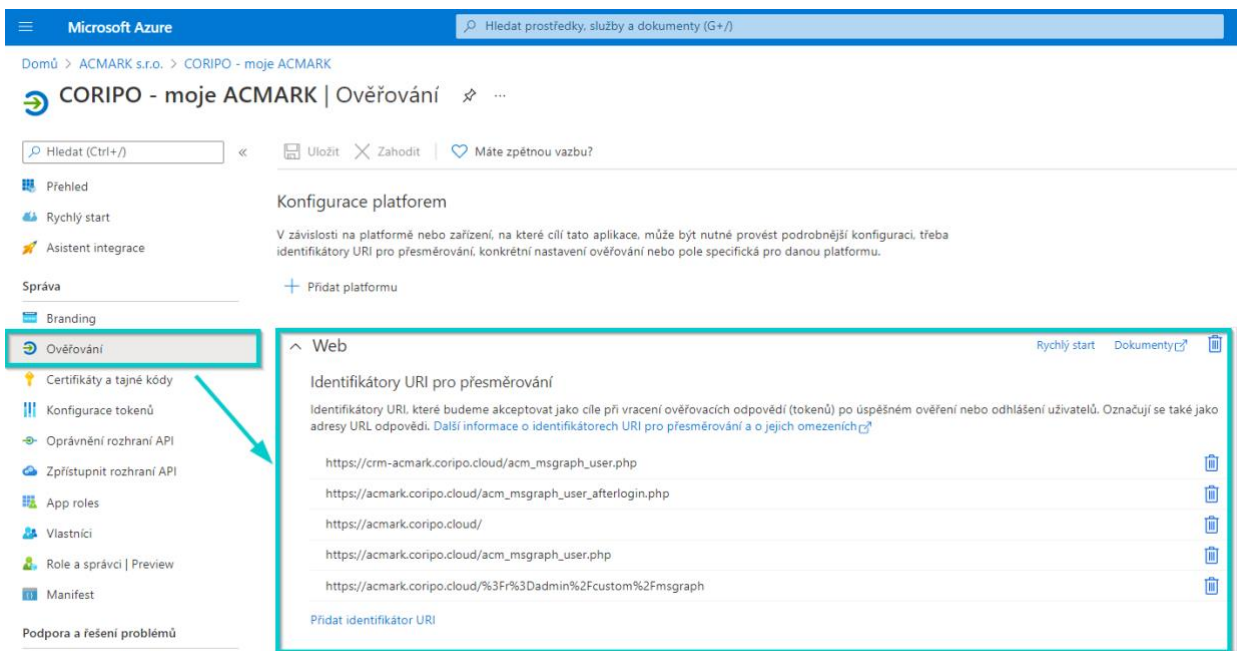 Microsoft Azure
Hledat prostředky, služby a dokumenty (G+/)
Domů > ACMARK s.r.o. > CORIPO - moje ACMARK
CORIPO - moje ACMARK | Ověřování
Hledat (Ctrl+/)
Uložit
Zahodit
Máte zpětnou vazbu?
Přehled
Rychlý start
Asistent integrace
Správa
Branding
Ověřování
Certifikáty a tajné kódy
Konfigurace tokenů
Oprávnění rozhraní API
Zpřístupnit rozhraní API
App roles
Vlastníci
Role a správci | Preview
Manifest
Podpora a řešení problémů
Konfigurace platforem
V závislosti na platformě nebo zařízení, na které cílí tato aplikace, může být nutné provést podrobnější konfiguraci, třeba
identifikátory URI pro přesměrování, konkrétní nastavení ověřování nebo pole specifická pro danou platformu.
Přidat platformu
Web
Rychlý start
Dokumenty
Identifikátory URI pro přesměrování
Identifikátory URI, které budeme akceptovat jako cíle při vracení ověřovacích odpovědí (tokenů) po úspěšném ověření nebo odhlášení uživatelů. Označují se také jako
adresy URL odpovědi. Další informace o identifikátorech URI pro přesměrování a o jejich omezeních
https://crm-acmark.coripo.cloud/acm_msgraph_user.php
https://acmark.coripo.cloud/acm_msgraph_user_afterlogin.php
https://acmark.coripo.cloud/
https://acmark.coripo.cloud/acm_msgraph_user.php
https://acmark.coripo.cloud/%3Fr%3Dadmin%2Fcustom%2Fmsgraph
Přidat identifikátor URI